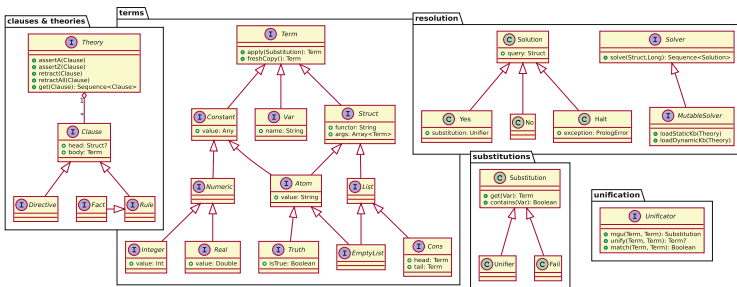 clauses & theories
I Theory
assertA(Clause)
assertZ(Clause)
retract(Clause)
retractAll(Clause)
get(Clause): Sequence<Clause>
1
*
I Clause
head: Struct?
body: Term
I Directive
I Fact
I Rule
terms
I Term
apply(Substitution): Term
freshCopy(): Term
I Constant
value: Any
I Var
name: String
I Struct
functor: String
args: Array<Term>
I Numeric
I Atom
value: String
I List
I Integer
value: Int
I Real
value: Double
I Truth
isTrue: Boolean
I EmptyList
I Cons
head: Term
tail: Term
resolution
C Solution
query: Struct
C Yes
substitution: Unifier
C No
C Halt
exception: PrologError
I Solver
solve(Struct,Long): Sequence<Solution>
I MutableSolver
loadStaticKb(Theory)
loadDynamicKb(Theory)
substitutions
C Substitution
get(Var): Term
contains(Var): Boolean
C Unifier
C Fail
unification
I Unificator
mgu(Term, Term): Substitution
unify(Term, Term): Term?
match(Term, Term): Boolean